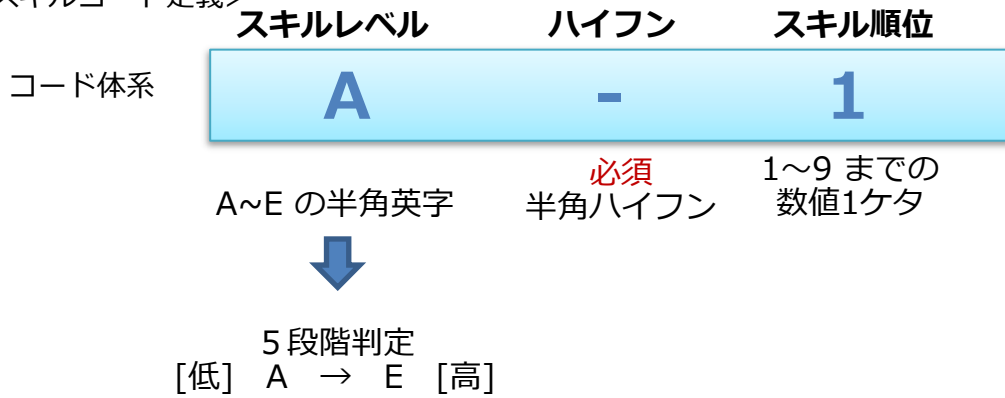 スキルレベル ハイフン スキル順位
コード体系 A - 1
A~E の半角英字 必須 1～9 までの
半角ハイフン 数値1ケタ
５段階判定
[低] A → E [高]